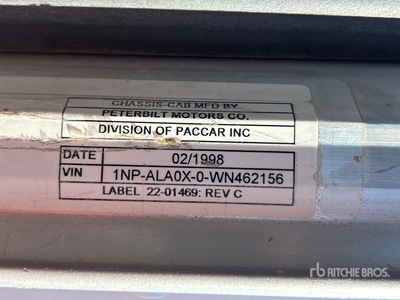 CHASSIS-CAB MFD BY
PETERBILT MOTORS CO.
DIVISION OF PACCAR INC
DATE 02/1998
VIN 1NP-ALA0X-0-WN462156
LABEL 22-01469: REV C
rb RITCHIE BROS.